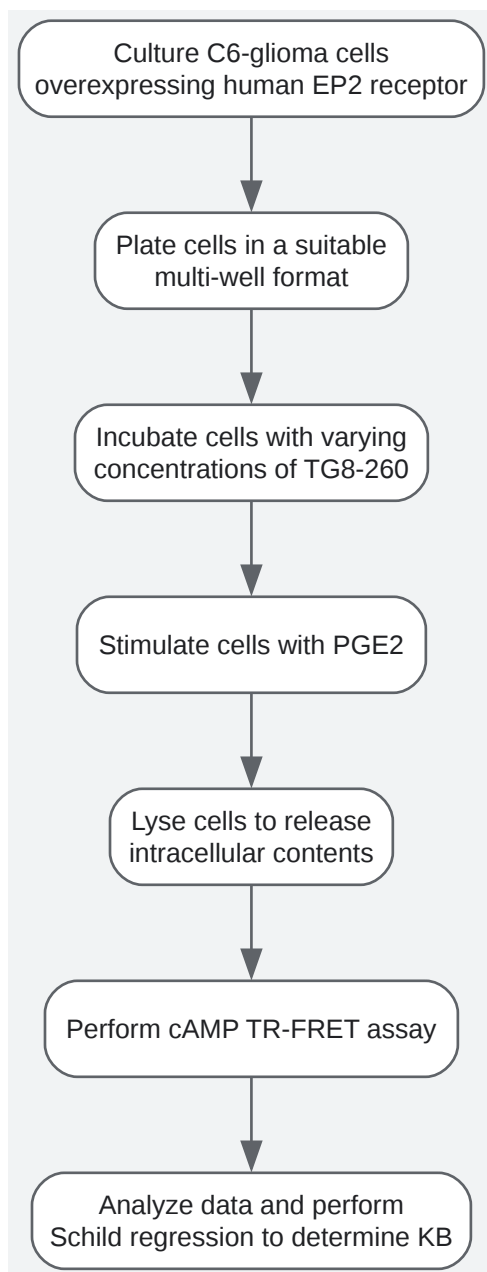 Culture C6-glioma cells
overexpressing human EP2 receptor
Plate cells in a suitable
multi-well format
Incubate cells with varying
concentrations of TG8-260
Stimulate cells with PGE2
Lyse cells to release
intracellular contents
Perform cAMP TR-FRET assay
Analyze data and perform
Schild regression to determine KB